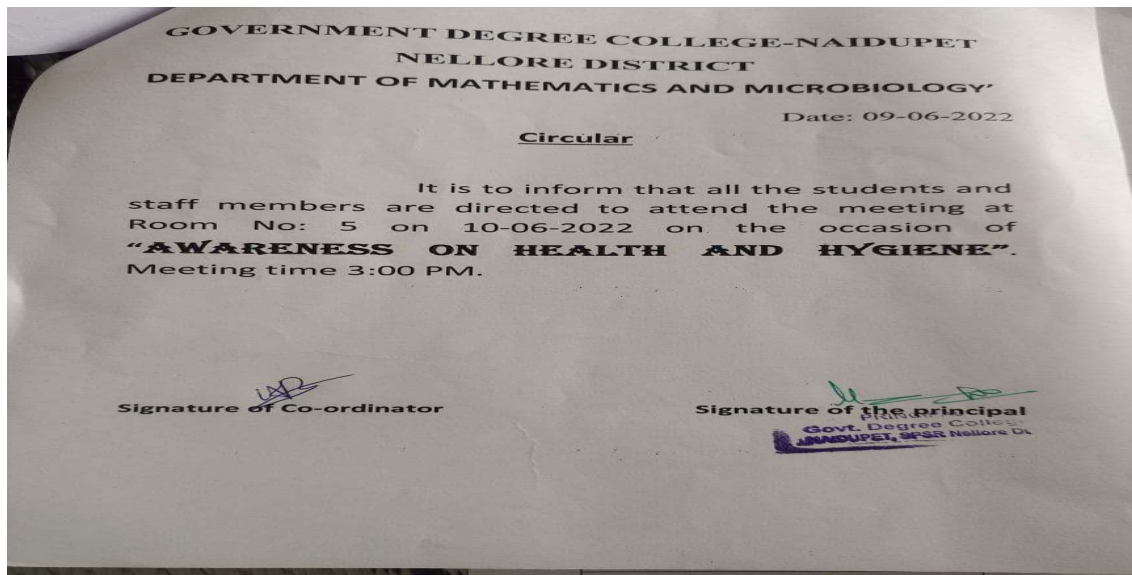 GOVERNMENT DEGREE COLLEGE-NAIDUPET
NELLORE DISTRICT
DEPARTMENT OF MATHEMATICS AND MICROBIOLOGY'
Date: 09-06-2022
Circular
It is to inform that all the students and
staff members are directed to attend the meeting at
Room No: 5 on 10-06-2022 on the occasion of
“AWARENESS ON HEALTH AND HYGIENE”.
Meeting time 3:00 PM.
Signature of Co-ordinator
Signature of the principal
Govt. Degree College
NAIDUPET, SPSR Nellore Dt